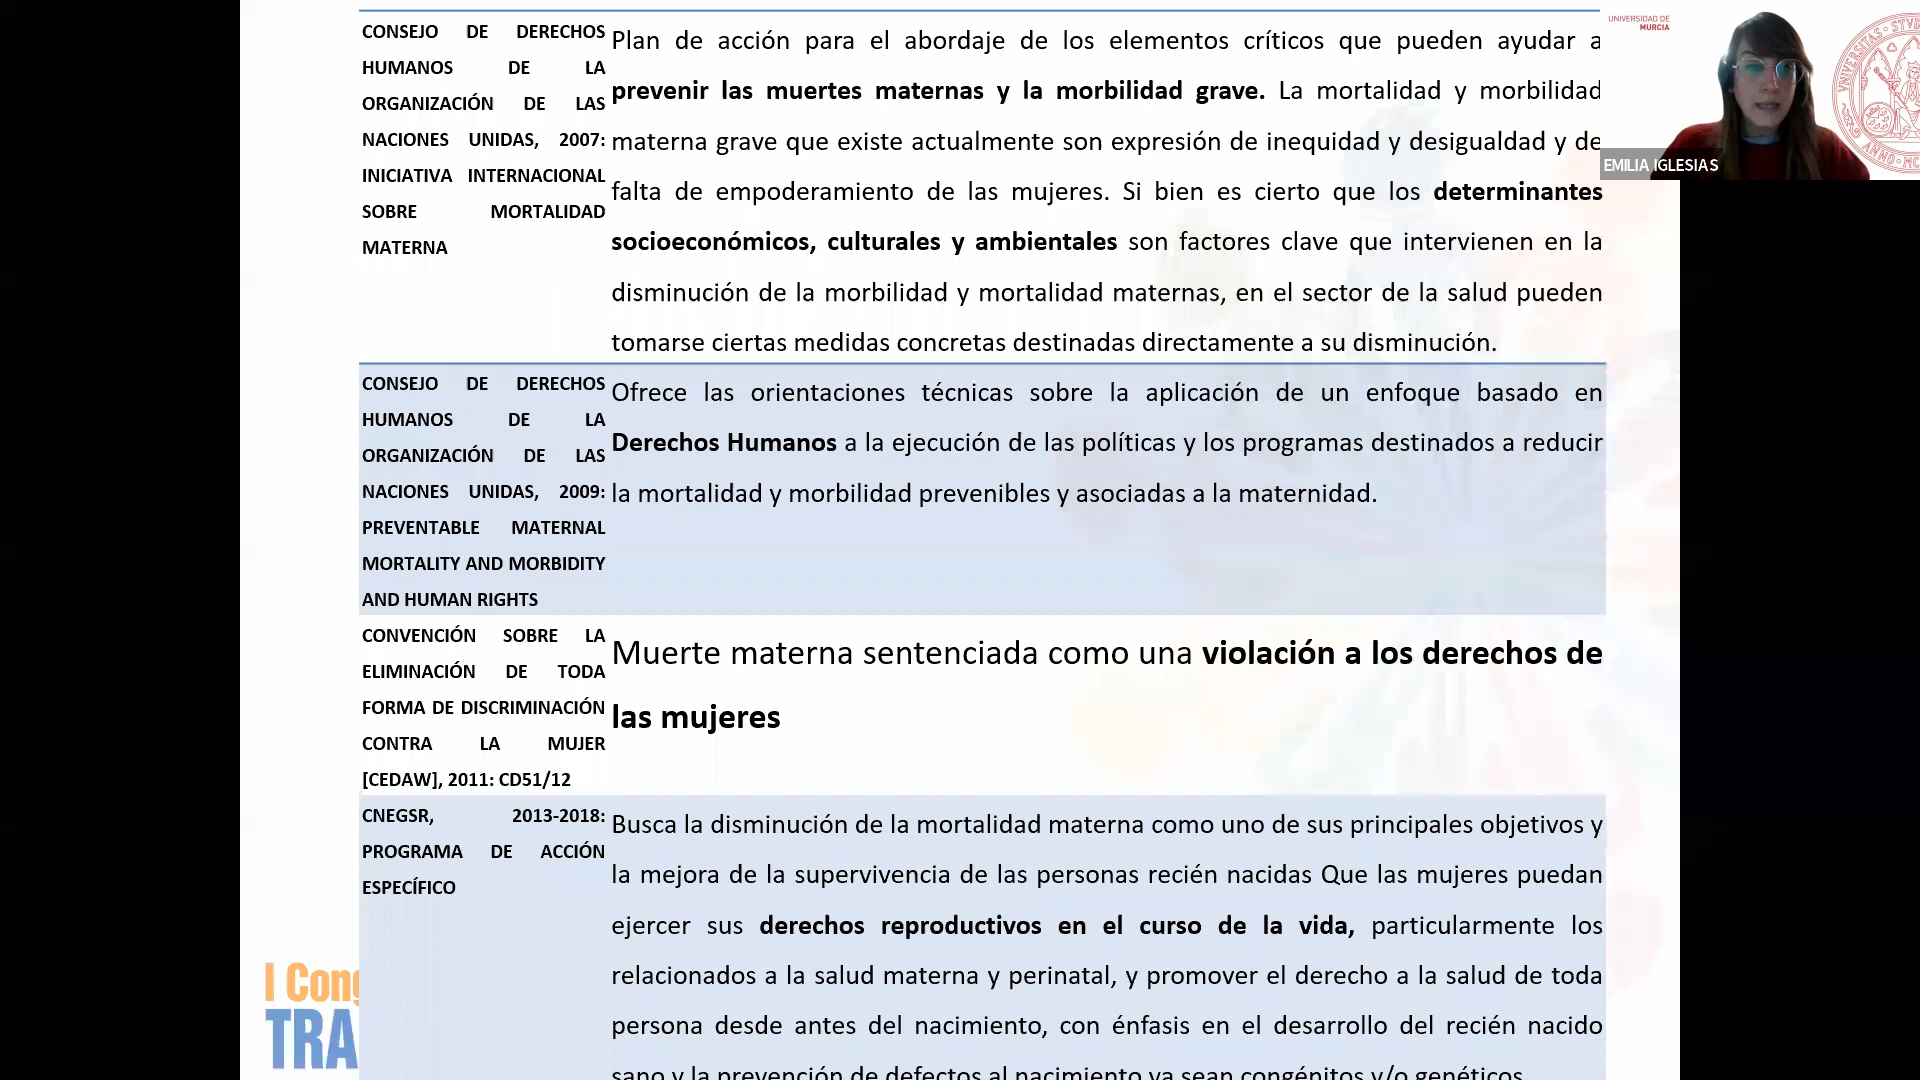 CONSEJO DE DERECHOS
HUMANOS DE LA
ORGANIZACIÓN DE LAS
NACIONES UNIDAS, 2007:
INICIATIVA INTERNACIONAL
SOBRE MORTALIDAD
MATERNA
Plan de acción para el abordaje de los elementos críticos que pueden ayudar a
prevenir las muertes maternas y la morbilidad grave. La mortalidad y morbilidad
materna grave que existe actualmente son expresión de inequidad y desigualdad y de
falta de empoderamiento de las mujeres. Si bien es cierto que los determinantes
socioeconómicos, culturales y ambientales son factores clave que intervienen en la
disminución de la morbilidad y mortalidad maternas, en el sector de la salud pueden
tomarse ciertas medidas concretas destinadas directamente a su disminución.
CONSEJO DE DERECHOS
HUMANOS DE LA
ORGANIZACIÓN DE LAS
NACIONES UNIDAS, 2009:
PREVENTABLE MATERNAL
MORTALITY AND MORBIDITY
AND HUMAN RIGHTS
Ofrece las orientaciones técnicas sobre la aplicación de un enfoque basado en
Derechos Humanos a la ejecución de las políticas y los programas destinados a reducir
la mortalidad y morbilidad prevenibles y asociadas a la maternidad.
CONVENCIÓN SOBRE LA
ELIMINACIÓN DE TODA
FORMA DE DISCRIMINACIÓN
CONTRA LA MUJER
[CEDAW], 2011: CD51/12
Muerte materna sentenciada como una violación a los derechos de
las mujeres
CNEGSR, 2013-2018:
PROGRAMA DE ACCIÓN
ESPECÍFICO
Busca la disminución de la mortalidad materna como uno de sus principales objetivos y
la mejora de la supervivencia de las personas recién nacidas Que las mujeres puedan
ejercer sus derechos reproductivos en el curso de la vida, particularmente los
relacionados a la salud materna y perinatal, y promover el derecho a la salud de toda
persona desde antes del nacimiento, con énfasis en el desarrollo del recién nacido
sano y la prevención de defectos al nacimiento ya sean congénitos y/o genéticos.
I Cong
TRA
UNIVERSIDAD DE
MURCIA
EMILIA IGLESIAS